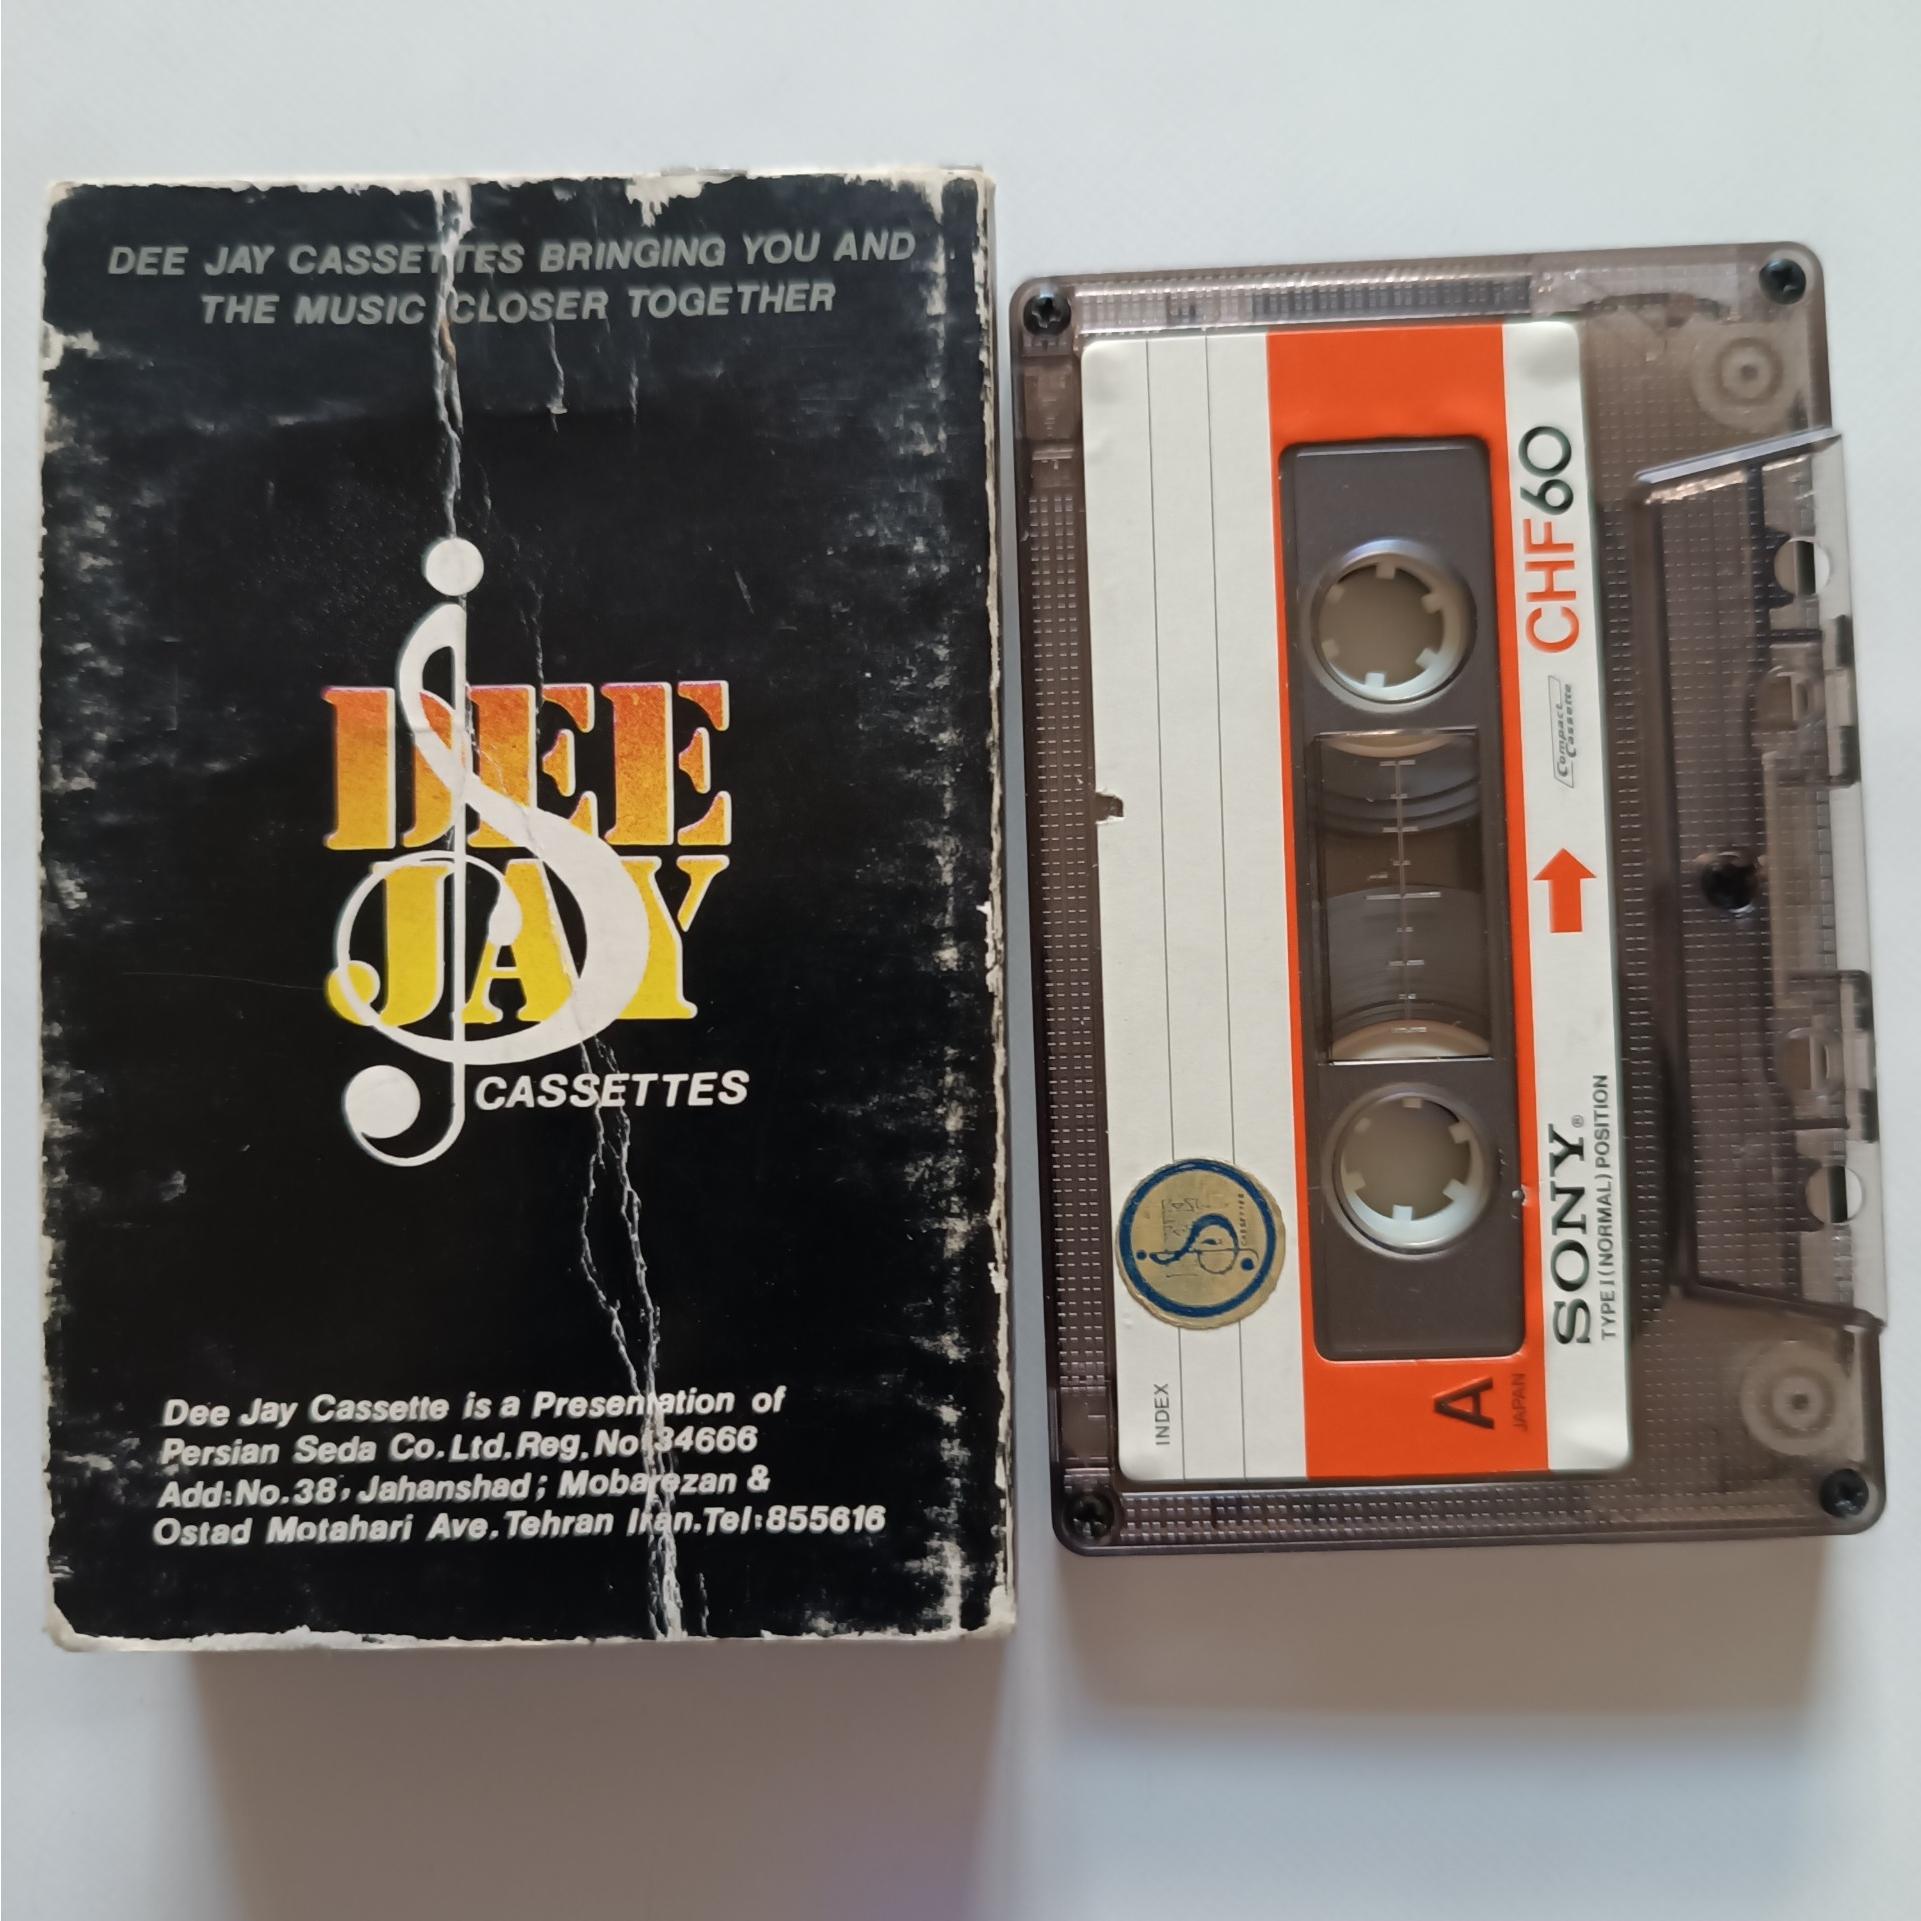 DEE JAY CASSETTES BRINGING YOU AND
THE MUSIC CLOSER TOGETHER
DEE
JAY
CASSETTES
Dee Jay Cassette is a Presentation of
Persian Seda Co.Ltd.Reg.No:34666
Add:No.38, Jahanshad; Mobarezan &
Ostad Motahari Ave.Tehran Iran.Tel:855616
INDEX
A
JAPAN
SONY®
TYPE I (NORMAL) POSITION
Compact
Cassette
CHF60
CASSETTES